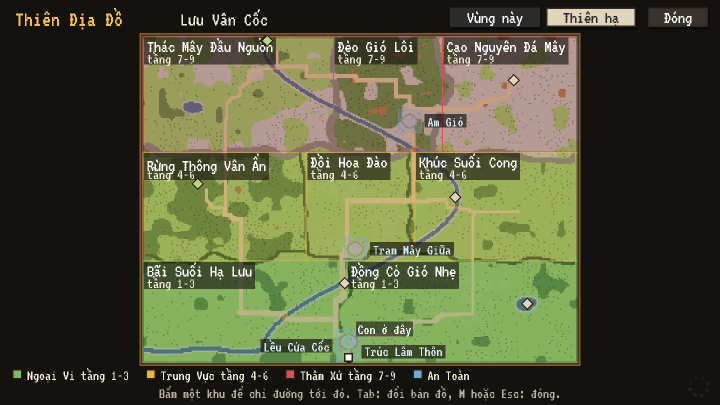 Thiên Địa Đồ
Lưu Vân Cốc
Vùng này
Thiên hạ
Đóng
Thác Mây Đầu Nguồn
tầng 7-9
Đèo Gió Lôi
tầng 7-9
Cao Nguyên Đá Mây
tầng 7-9
Am Gió
Rừng Thông Vân Ẩn
tầng 4-6
Đồi Hoa Đào
tầng 4-6
Khúc Suối Cong
tầng 4-6
Trạm Mây Giữa
Bãi Suối Hạ Lưu
tầng 1-3
Đồng Cỏ Gió Nhẹ
tầng 1-3
Con ở đây
Lều Cửa Cốc
Trúc Lâm Thôn
Ngoại Vi tầng 1-3
Trung Vực tầng 4-6
Thâm Xứ tầng 7-9
An Toàn
Bấm một khu để chỉ đường tới đó. Tab: đổi bản đồ, M hoặc Esc: đóng.